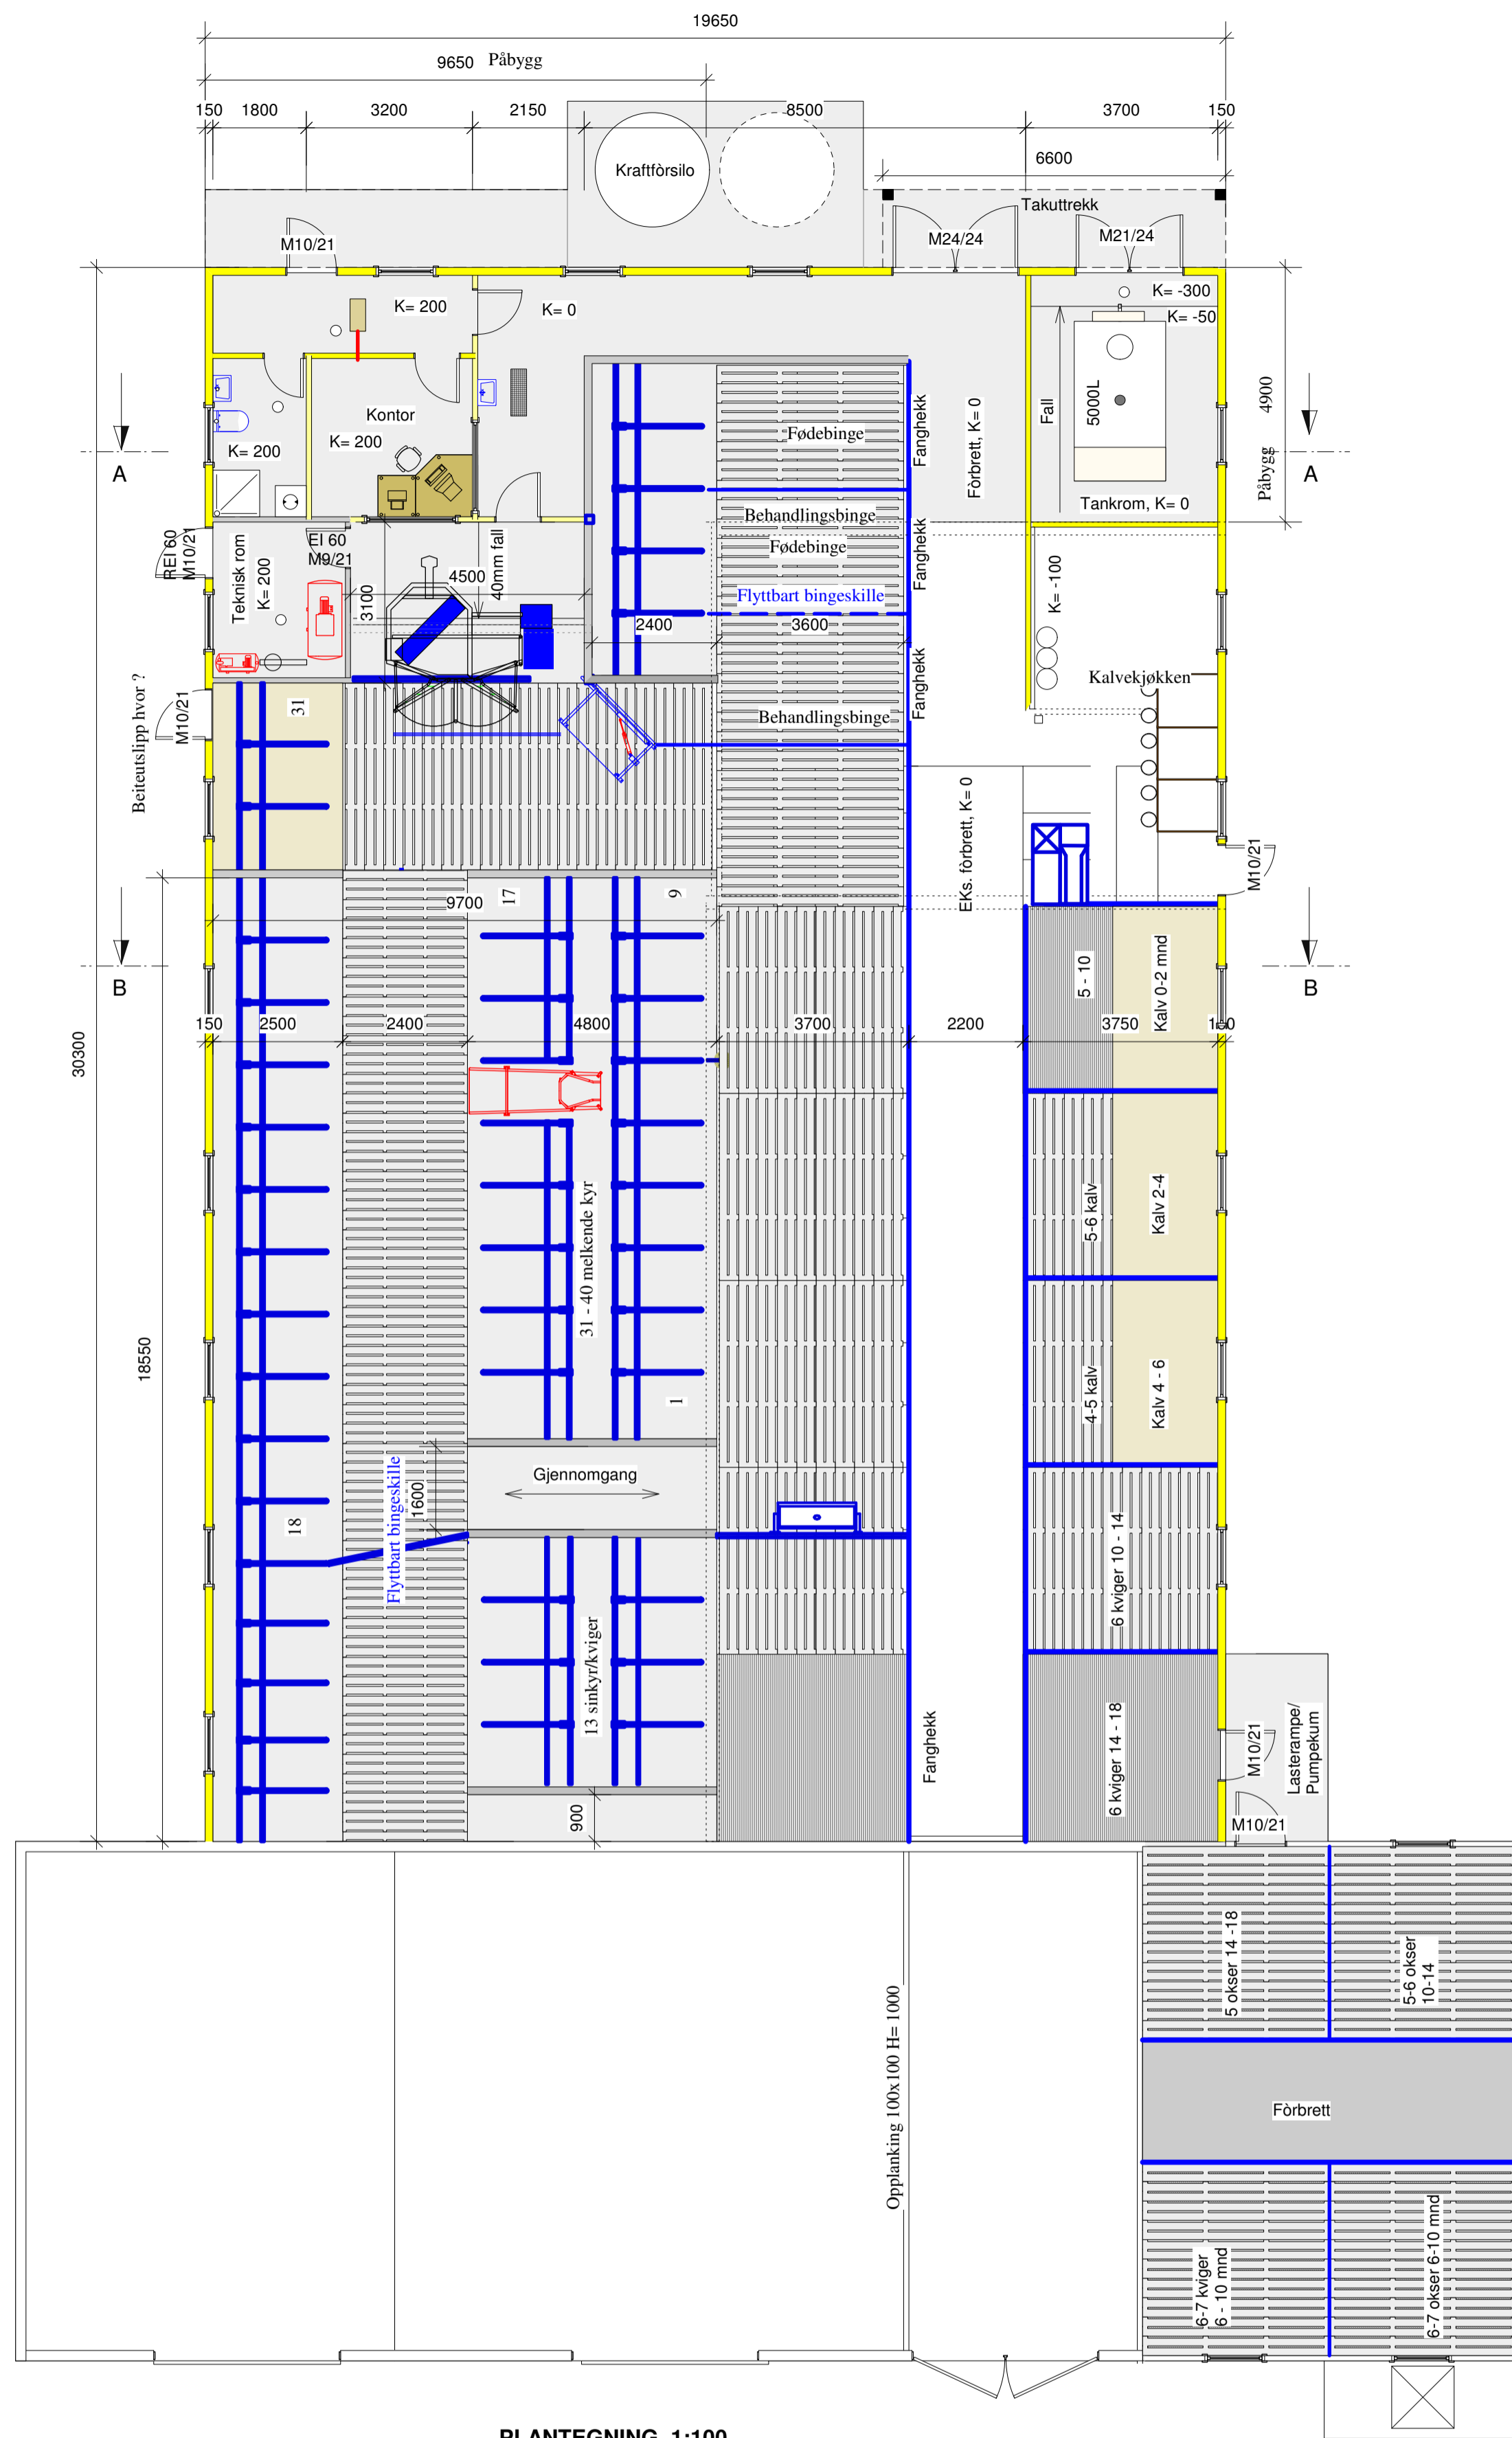 19650
9650 Påbygg
150 1800 3200 2150 8500 3700 150
6600
Kraftfòrsilo
Takuttrekk
M10/21
M24/24
M21/24
K= 200
K= 0
K= -300
K= -50
Kontor
K= 200
K= 200
Fødebinge
Fanghekk
Fòrbrett, K= 0
Fall
5000L
4900
Påbygg
A
A
Tankrom, K= 0
REI 60
M10/21
Teknisk rom
K= 200
EI 60
M9/21
3100
4500
40mm fall
Behandlingsbinge
Fødebinge
Fanghekk
Flyttbart bingeskille
2400
3600
K= -100
Kalvekjøkken
Beiteutslipp hvor ?
M10/21
31
Behandlingsbinge
Fanghekk
EKs. fòrbrett, K= 0
M10/21
17
9
9700
B
B
5 - 10
Kalv 0-2 mnd
150 2500 2400 4800 3700 2200 3750
30300
18550
31 - 40 melkende kyr
5-6 kalv
Kalv 2-4
4-5 kalv
Kalv 4 - 6
1
Gjennomgang
1600
Flyttbart bingeskille
18
6 kviger 10 - 14
13 sinkyr/kviger
Fanghekk
6 kviger 14 - 18
M10/21
Lasterampe/
Pumpekum
900
M10/21
5 okser 14 -18
5-6 okser
10-14
Opplanking 100x100 H= 1000
Fòrbrett
6-7 kviger
6 - 10 mnd
6-7 okser 6-10 mnd
PLANTEGNING 1:100